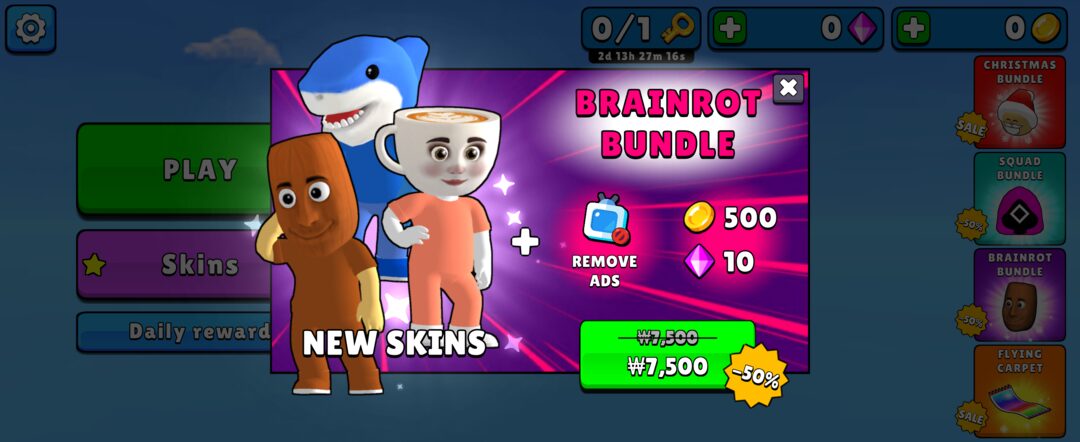 0/1
0
0
2d 13h 27m 16s
PLAY
Skins
Daily reward
BRAINROT
BUNDLE
NEW SKINS
+
REMOVE
ADS
500
10
₩7,500
₩7,500
-50%
CHRISTMAS
BUNDLE
SALE
SQUAD
BUNDLE
-50%
BRAINROT
BUNDLE
-50%
FLYING
CARPET
SALE